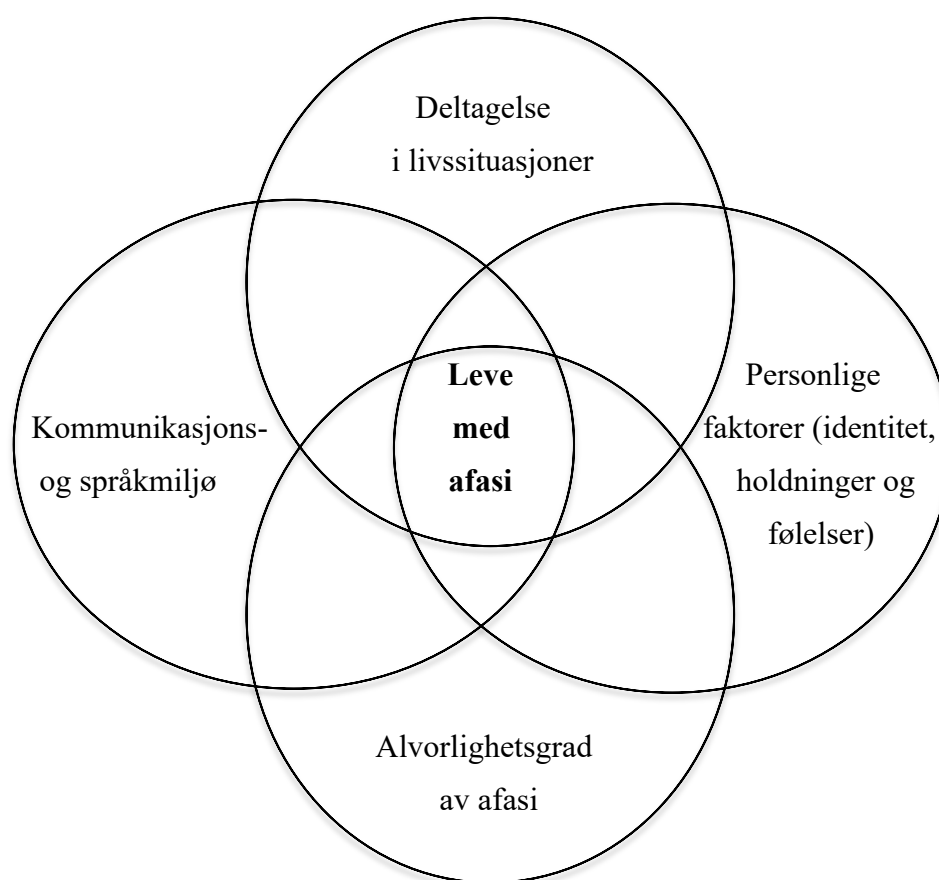 Deltagelse
i livssituasjoner
Kommunikasjons-
og språkmiljø
Leve
med
afasi
Personlige
faktorer (identitet,
holdninger og
følelser)
Alvorlighetsgrad
av afasi